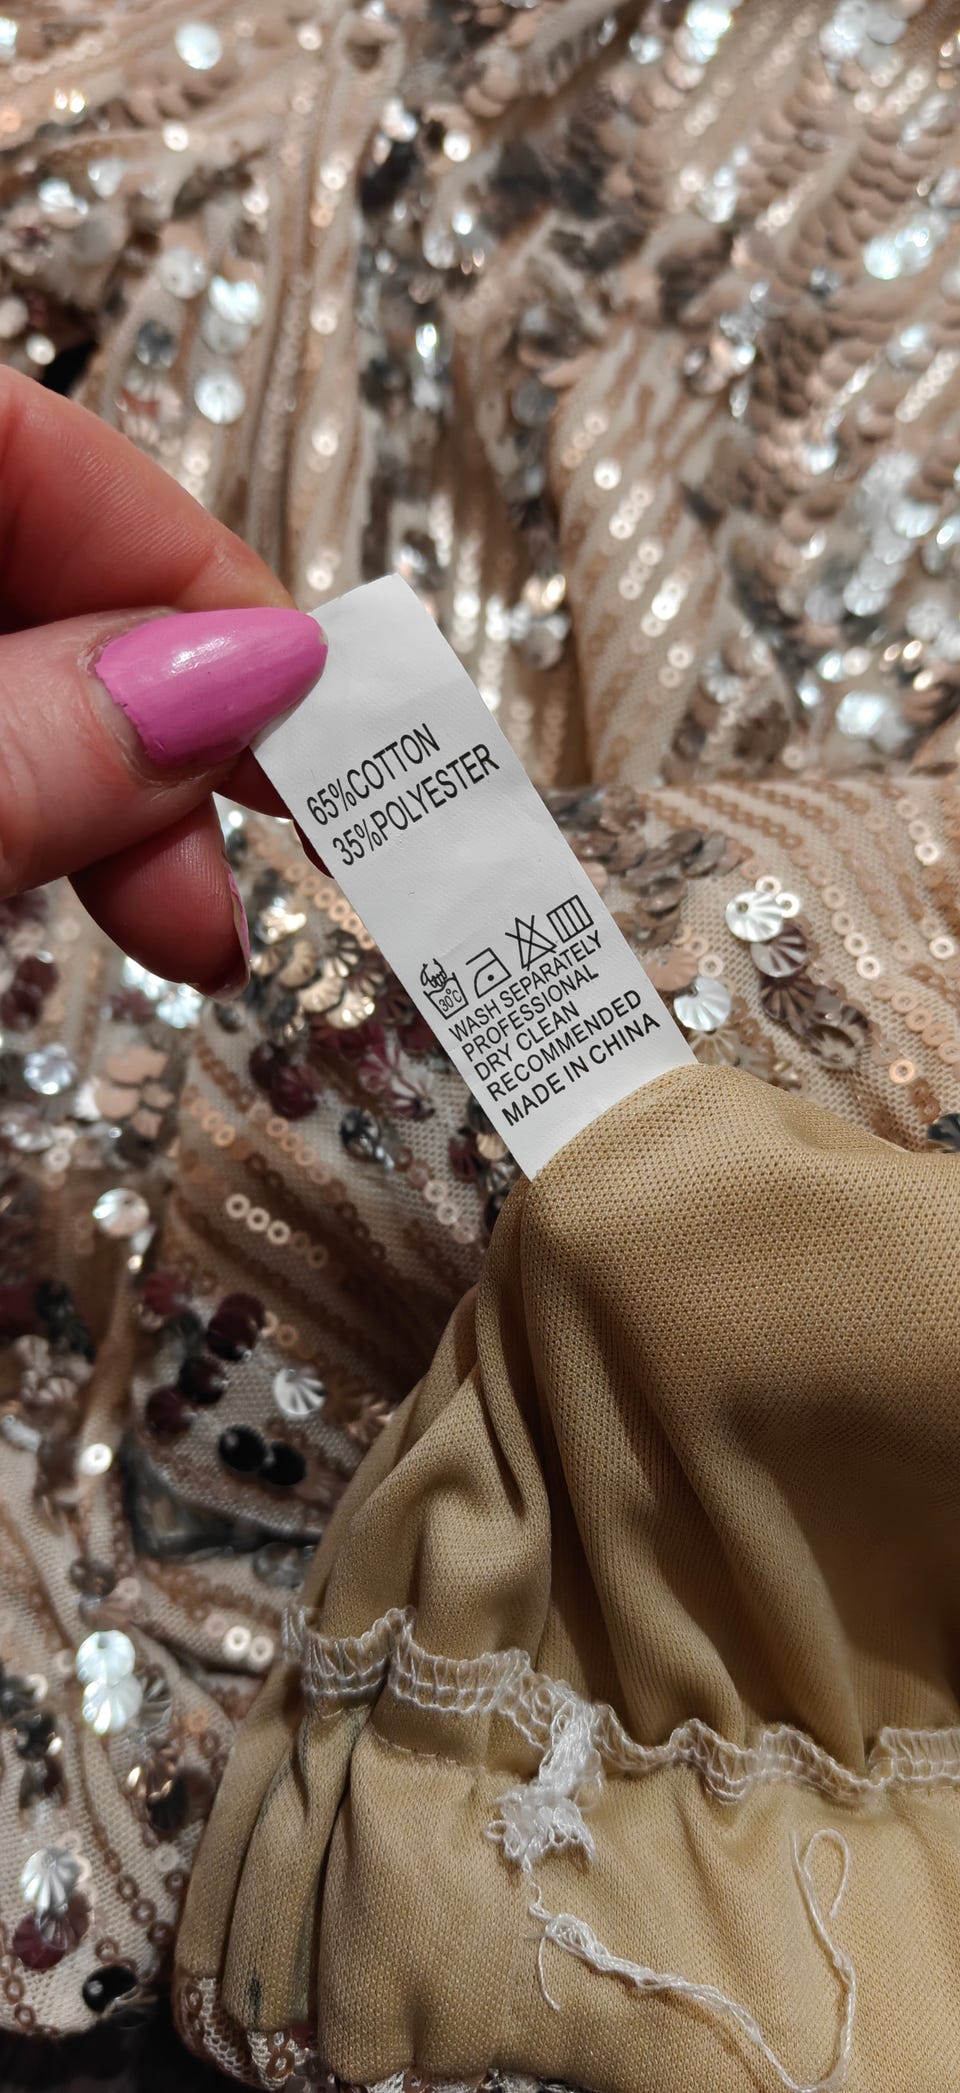 65%COTTON
35%POLYESTER
30°C
WASH SEPARATELY
PROFESSIONAL
DRY CLEAN
RECOMMENDED
MADE IN CHINA